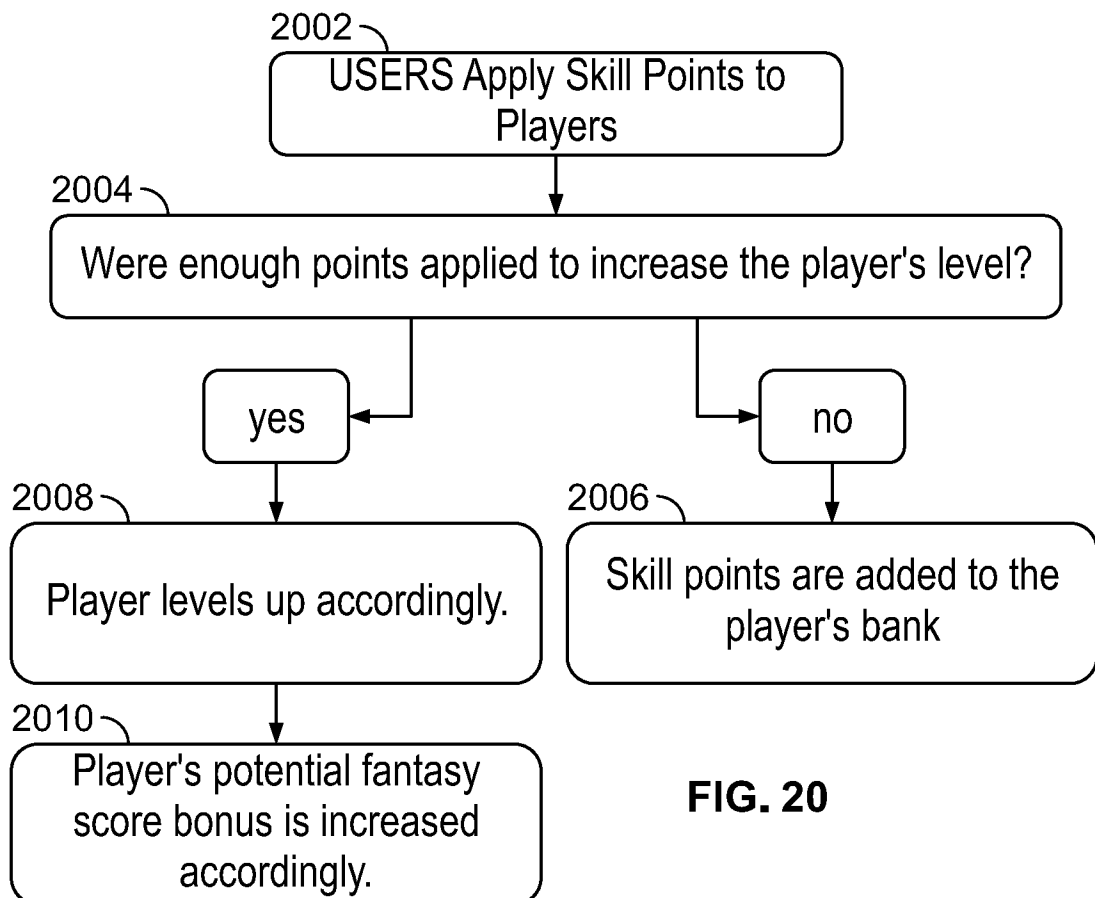 2002
USERS Apply Skill Points to
Players
2004
Were enough points applied to increase the player's level?
yes
no
2008
Player levels up accordingly.
2006
Skill points are added to the
player's bank
2010
Player's potential fantasy
score bonus is increased
accordingly.
FIG. 20